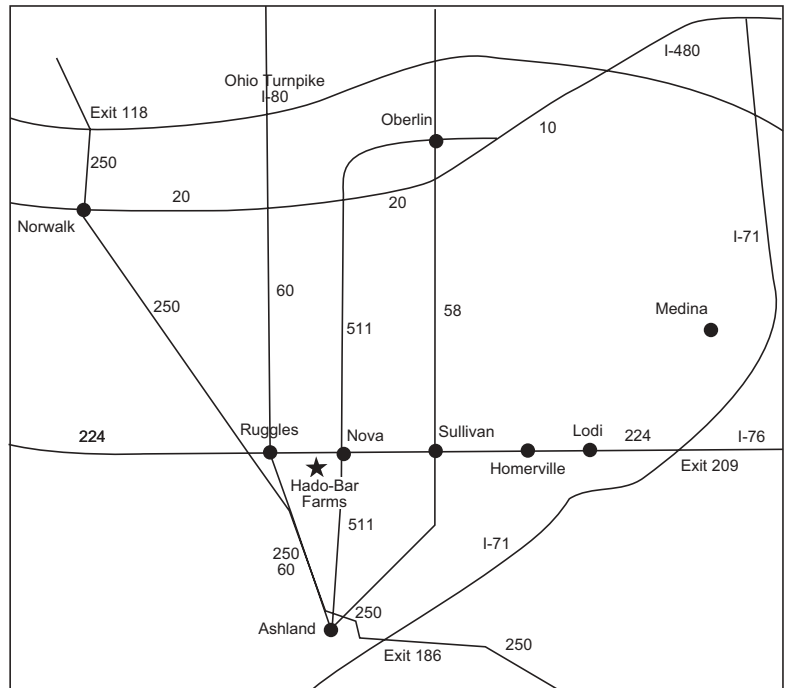 I-480
Ohio Turnpike
I-80
Exit 118
Oberlin
10
250
20
20
Norwalk
I-71
60
250
58
Medina
511
Ruggles
Nova
Sullivan
Lodi
224
224
I-76
Homerville
Exit 209
Hado-Bar
Farms
511
I-71
250
60
250
Ashland
250
Exit 186